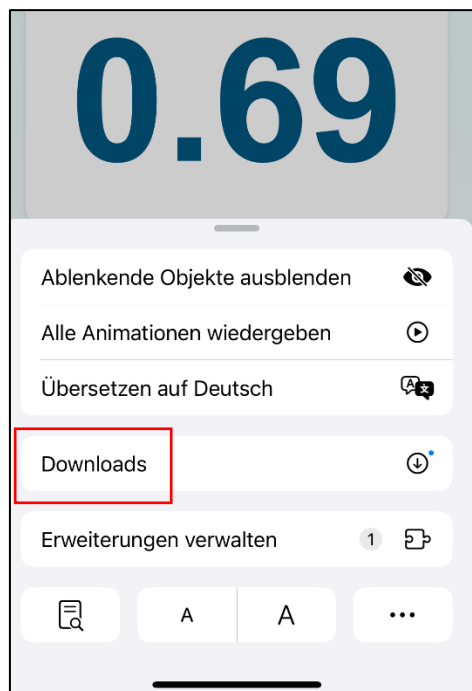 0.69
Ablenkende Objekte ausblenden
Alle Animationen wiedergeben
Übersetzen auf Deutsch
Downloads
Erweiterungen verwalten 1
A A